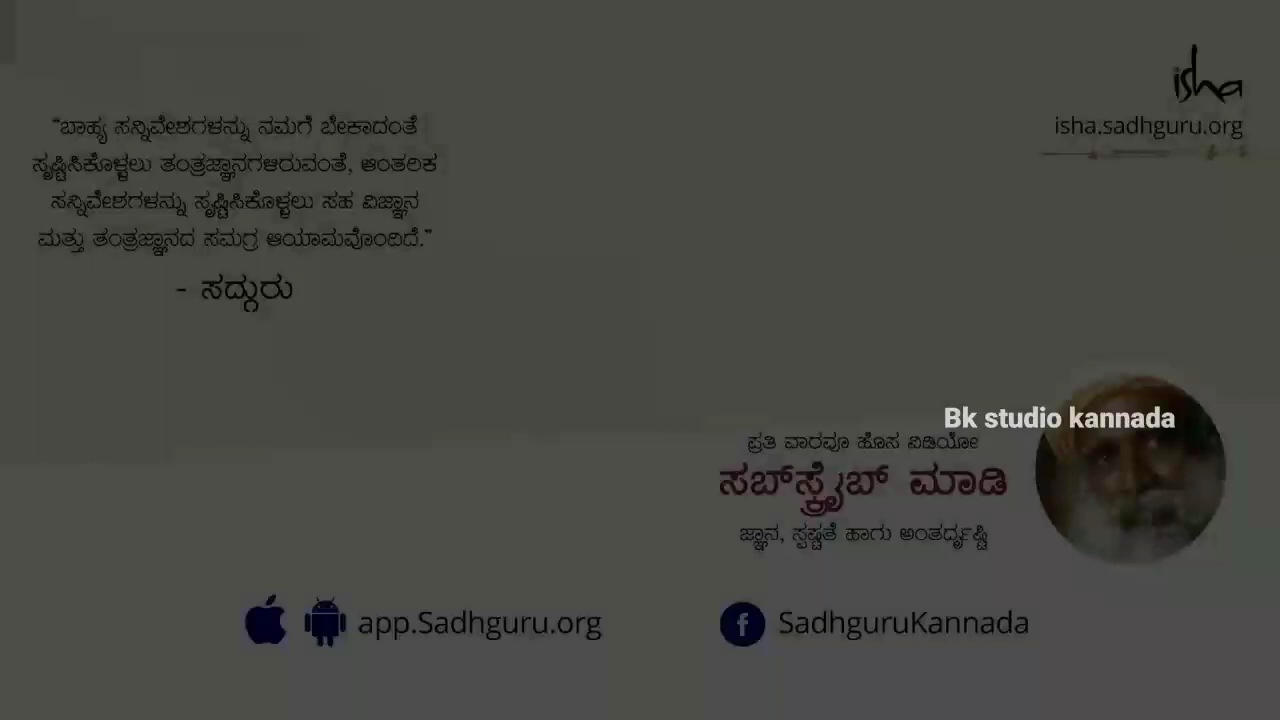 isha
isha.sadhguru.org
“ಬಾಹ್ಯ ಸನ್ನಿವೇಶಗಳನ್ನು ನಮಗೆ ಬೇಕಾದಂತೆ
ಸೃಷ್ಟಿಸಿಕೊಳ್ಳಲು ತಂತ್ರಜ್ಞಾನಗಳಿರುವಂತೆ, ಆಂತರಿಕ
ಸನ್ನಿವೇಶಗಳನ್ನು ಸೃಷ್ಟಿಸಿಕೊಳ್ಳಲು ಸಹ ವಿಜ್ಞಾನ
ಮತ್ತು ತಂತ್ರಜ್ಞಾನದ ಸಮಗ್ರ ಆಯಾಮವೊಂದಿದೆ.”
- ಸದ್ಗುರು
Bk studio kannada
ಪ್ರತಿ ವಾರವೂ ಹೊಸ ವಿಡಿಯೋ
ಸಬ್‌ಸ್ಕ್ರೈಬ್ ಮಾಡಿ
ಜ್ಞಾನ, ಸ್ಪಷ್ಟತೆ ಹಾಗು ಅಂತರ್ದೃಷ್ಟಿ
app.Sadhguru.org
SadhguruKannada